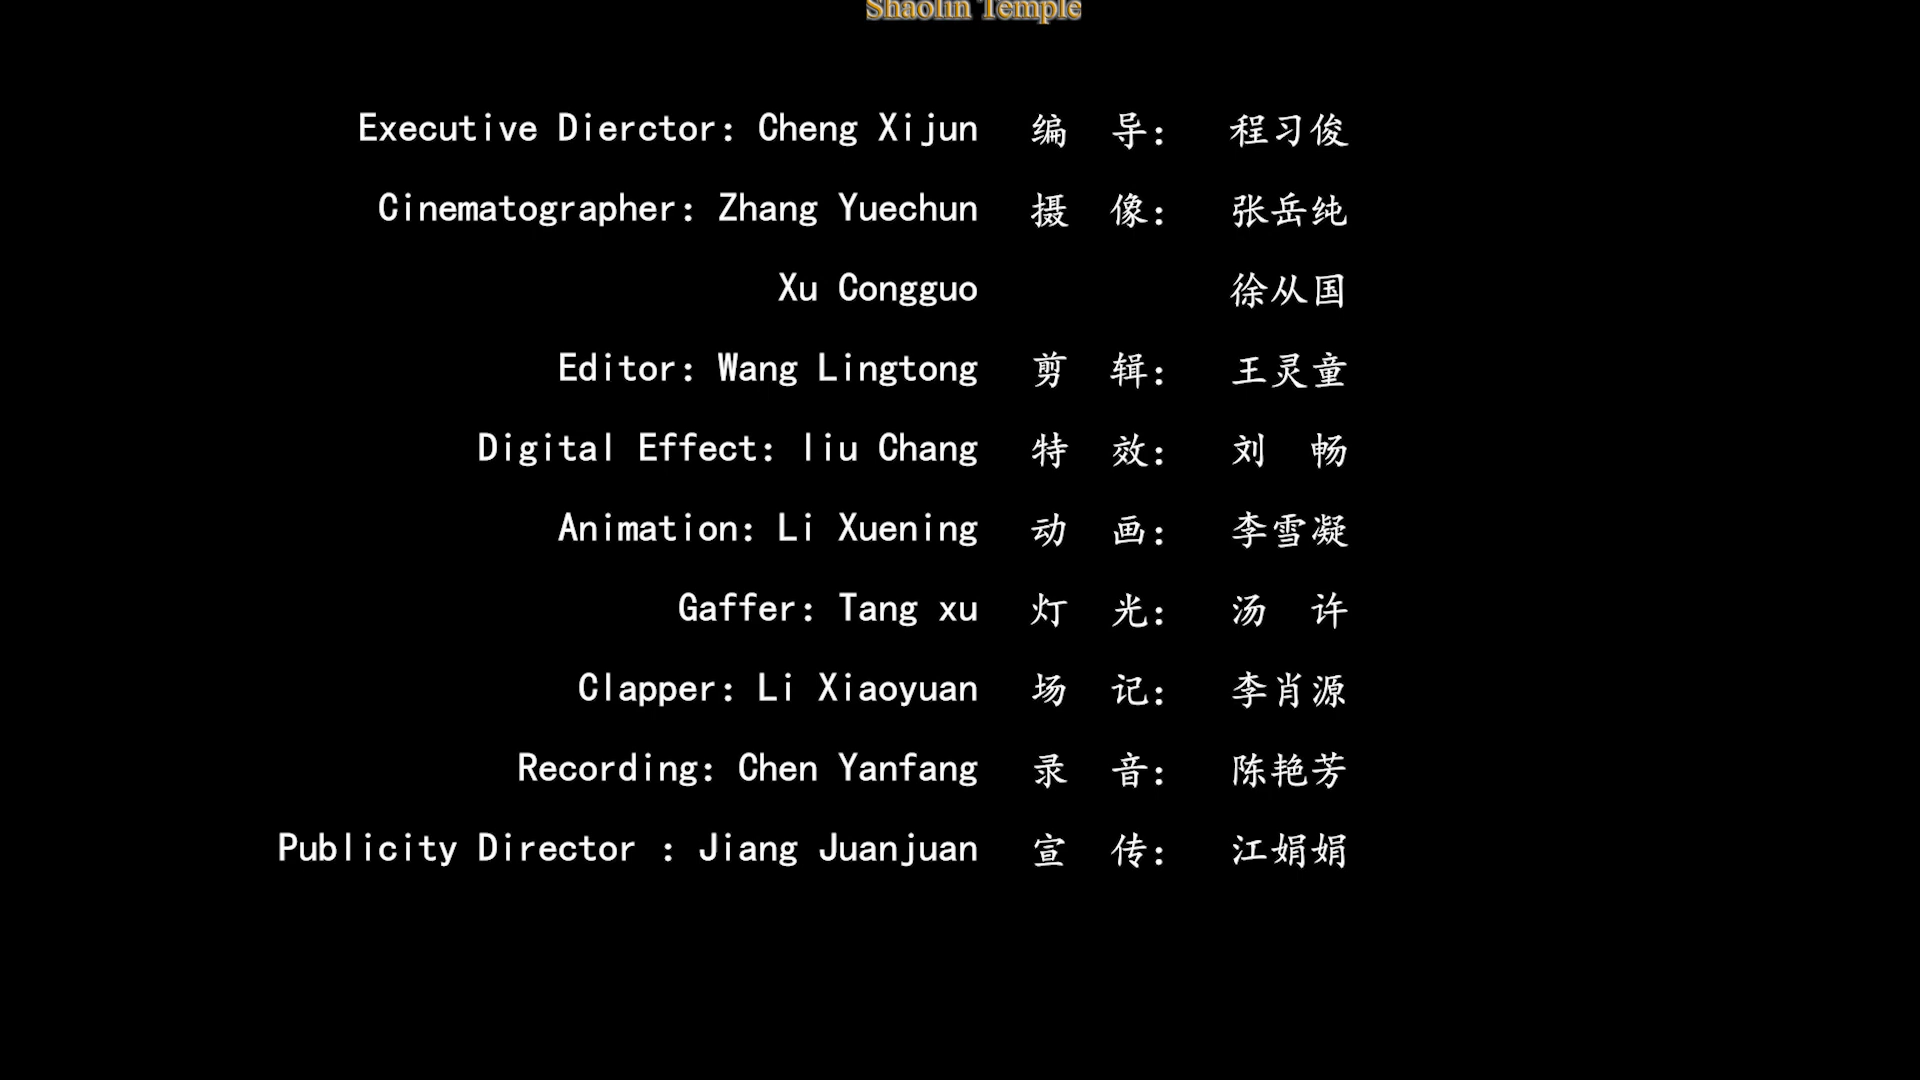 Shaolin Temple
Executive Dierctor: Cheng Xijun 编 导： 程习俊
Cinematographer: Zhang Yuechun 摄 像： 张岳纯
Xu Congguo 徐从国
Editor: Wang Lingtong 剪 辑： 王灵童
Digital Effect: liu Chang 特 效： 刘 畅
Animation: Li Xuening 动 画： 李雪凝
Gaffer: Tang xu 灯 光： 汤 许
Clapper: Li Xiaoyuan 场 记： 李肖源
Recording: Chen Yanfang 录 音： 陈艳芳
Publicity Director : Jiang Juanjuan 宣 传： 江娟娟